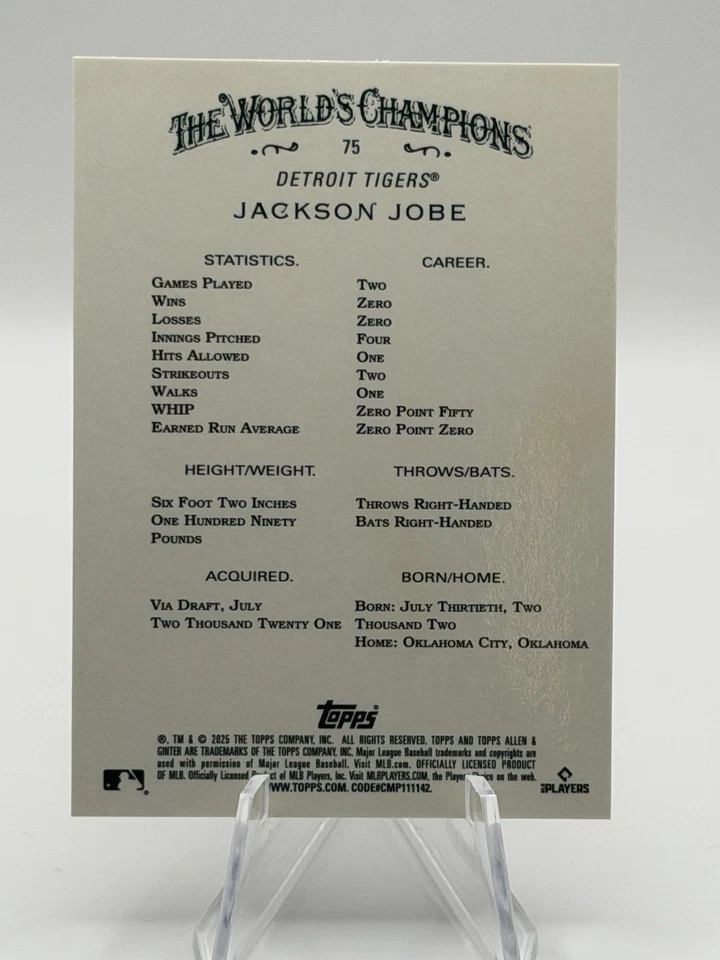 THE WORLD'S CHAMPIONS
75
DETROIT TIGERS®
JACKSON JOBE
STATISTICS. CAREER.
GAMES PLAYED TWO
WINS ZERO
LOSSES ZERO
INNINGS PITCHED FOUR
HITS ALLOWED ONE
STRIKEOUTS TWO
WALKS ONE
WHIP ZERO POINT FIFTY
EARNED RUN AVERAGE ZERO POINT ZERO
HEIGHT/WEIGHT. THROWS/BATS.
SIX FOOT TWO INCHES THROWS RIGHT-HANDED
ONE HUNDRED NINETY BATS RIGHT-HANDED
POUNDS
ACQUIRED. BORN/HOME.
VIA DRAFT, JULY BORN: JULY THIRTIETH, TWO
TWO THOUSAND TWENTY ONE THOUSAND TWO
HOME: OKLAHOMA CITY, OKLAHOMA
Topps®
®, TM & © 2025 THE TOPPS COMPANY, INC. ALL RIGHTS RESERVED. TOPPS AND TOPPS ALLEN &
GINTER ARE TRADEMARKS OF THE TOPPS COMPANY, INC. Major League Baseball trademarks and copyrights are
used with permission of Major League Baseball. Visit MLB.com. OFFICIALLY LICENSED PRODUCT
OF MLB. Officially Licensed of MLB Players, Inc. Visit MLBPLAYERS.COM, the Players on the web.
WWW.TOPPS.COM. CODE#CMP111142.
MLB PLAYERS